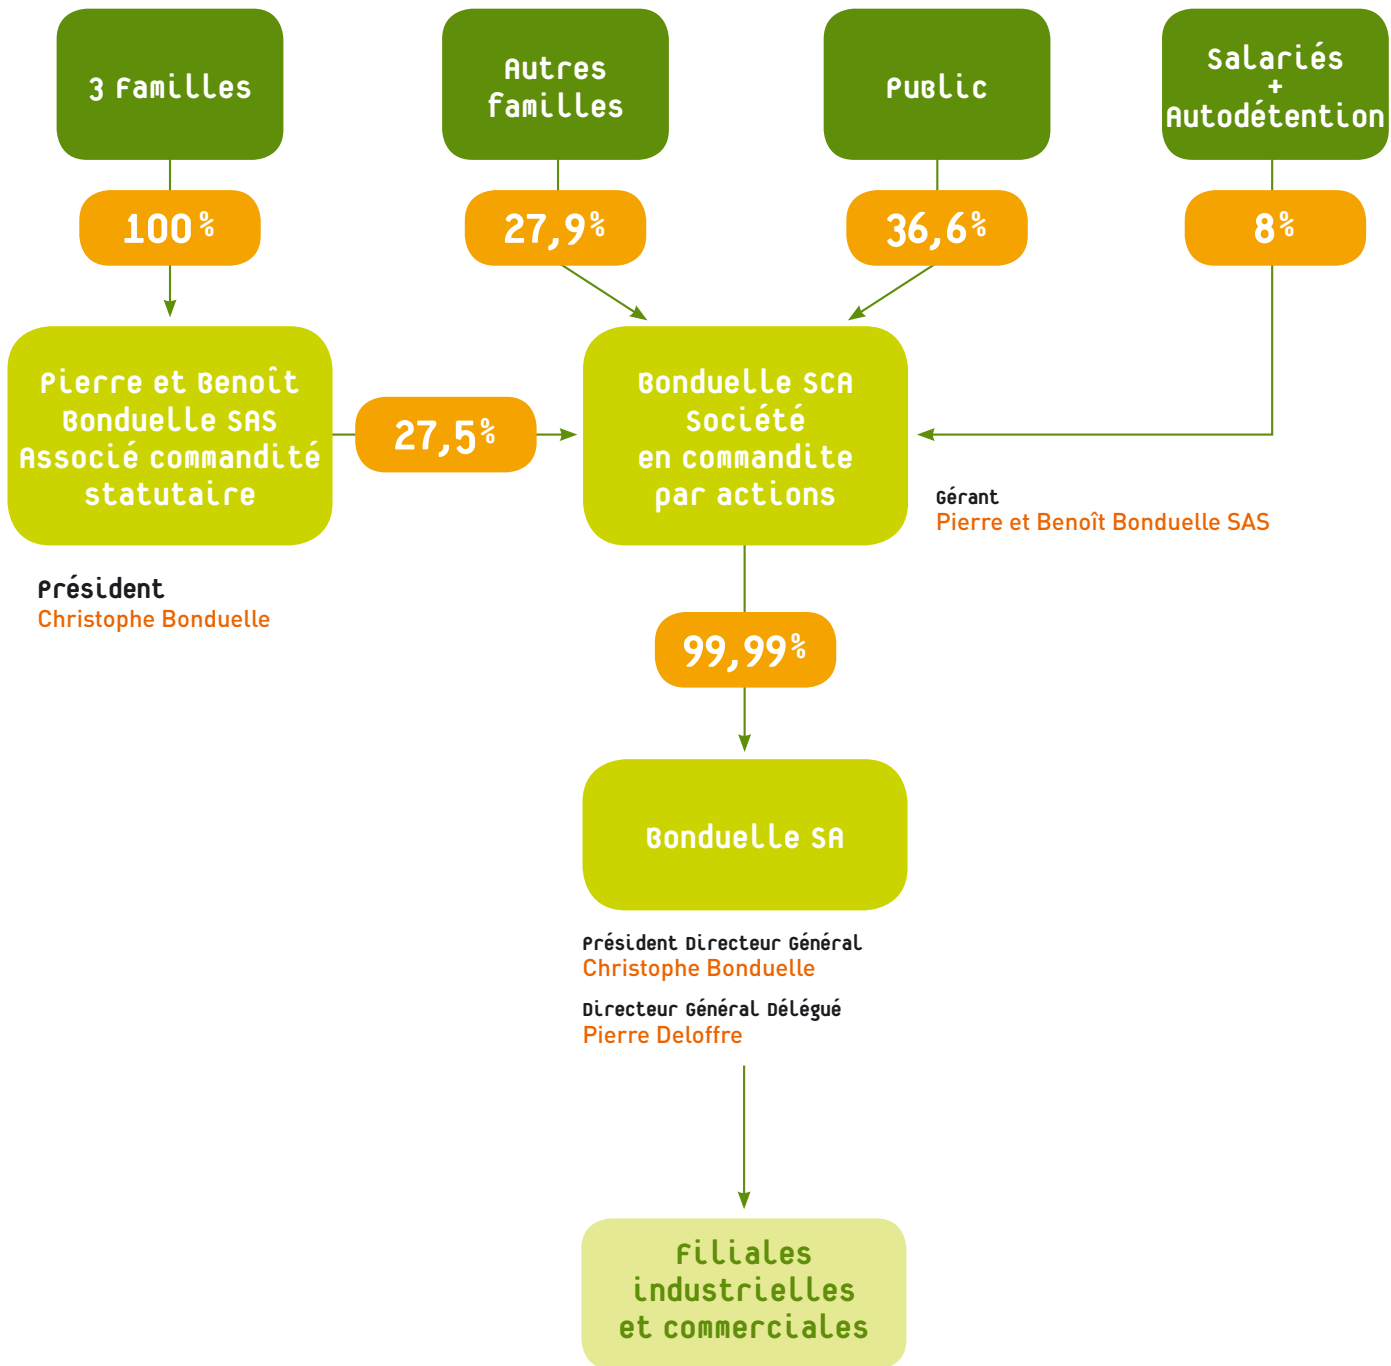 3 Familles
Autres
familles
Public
Salariés
+
Autodétention
100 %
27,9 %
36,6 %
8 %
Pierre et Benoît
Bonduelle SAS
Associé commandité
statutaire
27,5 %
Bonduelle SCA
Société
en commandite
par actions
Gérant
Pierre et Benoît Bonduelle SAS
Président
Christophe Bonduelle
99,99 %
Bonduelle SA
Président Directeur Général
Christophe Bonduelle
Directeur Général Délégué
Pierre Deloffre
Filiales
industrielles
et commerciales